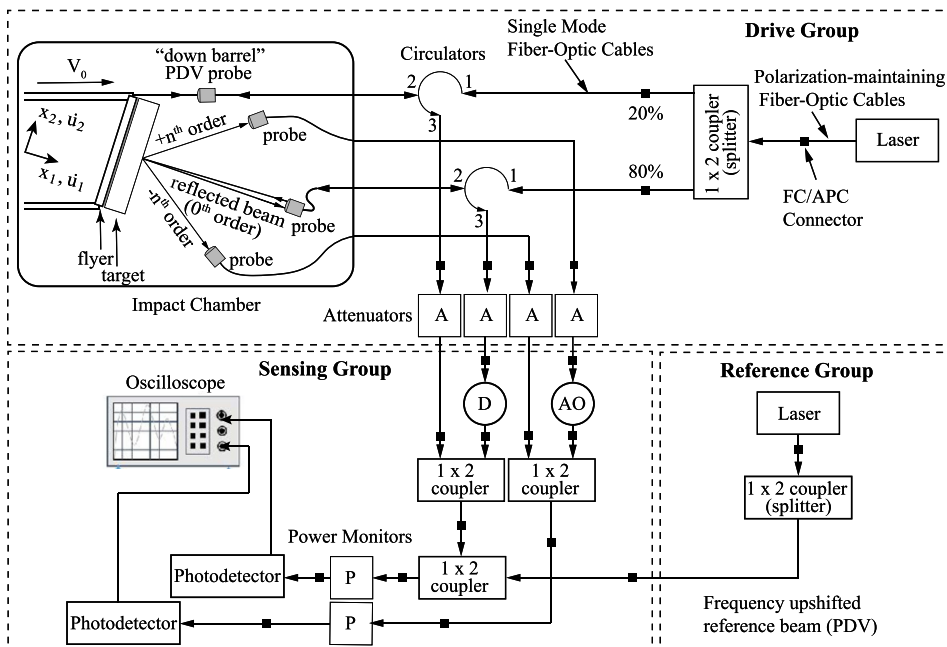 Drive Group
Single Mode
Fiber-Optic Cables
Circulators
"down barrel"
PDV probe
V0
2
1
3
20%
Polarization-maintaining
Fiber-Optic Cables
Laser
1 x 2 coupler
(splitter)
FC/APC
Connector
x2, u̇2
x1, u̇1
+nth order
probe
reflected beam
(0th order)
probe
-nth order
probe
2
1
3
80%
flyer
target
Impact Chamber
Attenuators
A
A
A
A
Sensing Group
Oscilloscope
D
AO
1 x 2
coupler
1 x 2
coupler
Power Monitors
Photodetector
P
1 x 2
coupler
Photodetector
P
Reference Group
Laser
1 x 2 coupler
(splitter)
Frequency upshifted
reference beam (PDV)